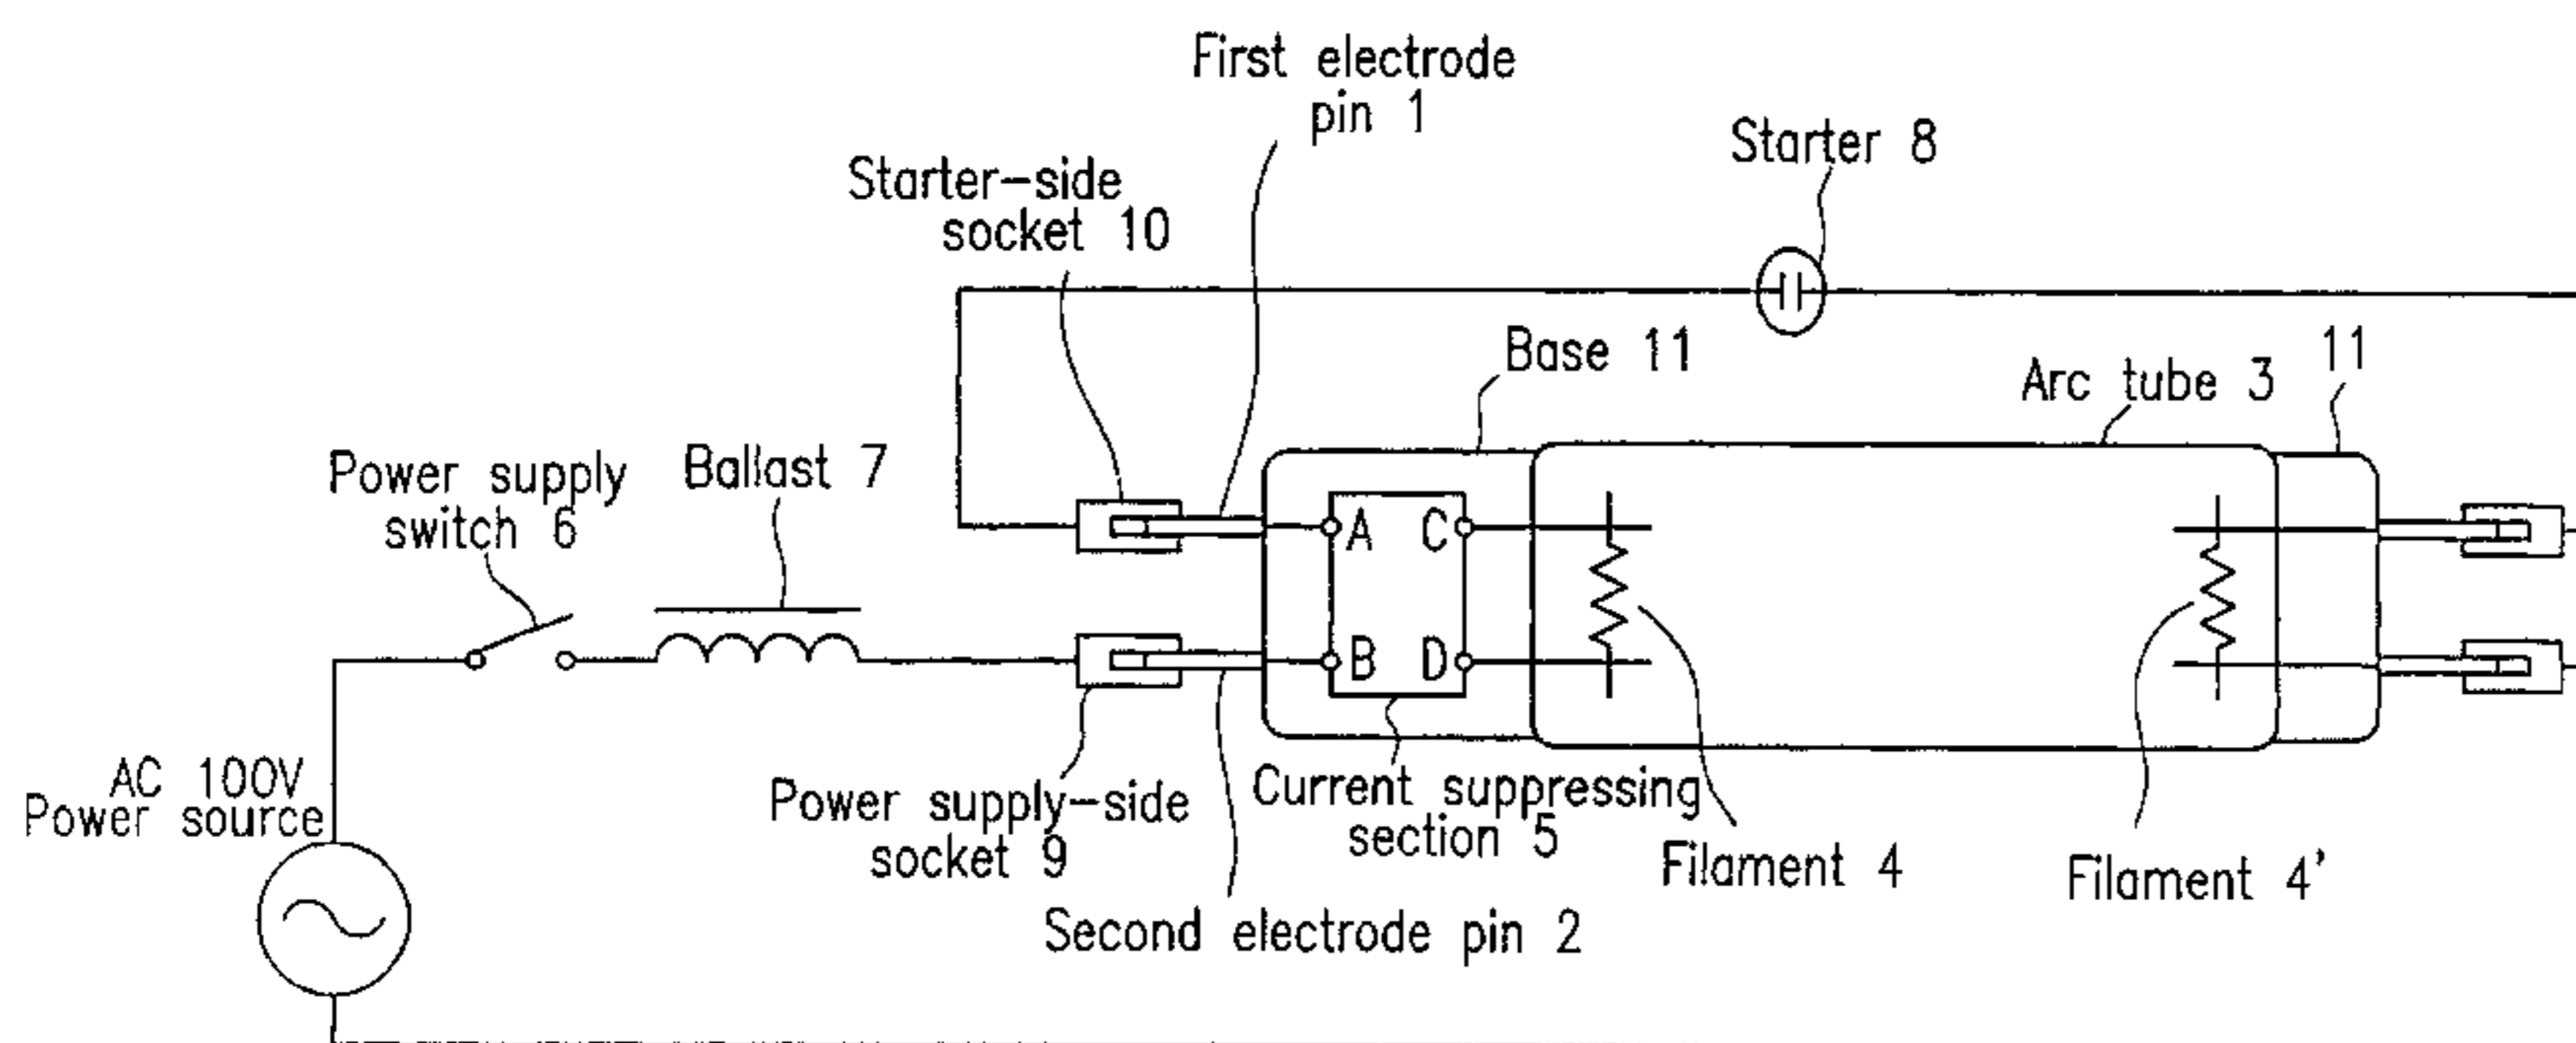 First electrode
pin 1
Starter 8
Starter-side
socket 10
Base 11
11
Arc tube 3
Power supply
switch 6
Ballast 7
A
C
B
D
AC 100V
Power source
Power supply-side
socket 9
Current suppressing
section 5
Filament 4
Filament 4'
Second electrode pin 2